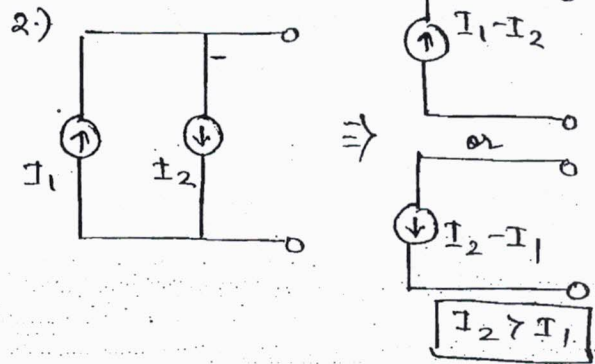 2.)
I₁
I₂
⇒
I₁-I₂
or
I₂-I₁
I₂ > I₁